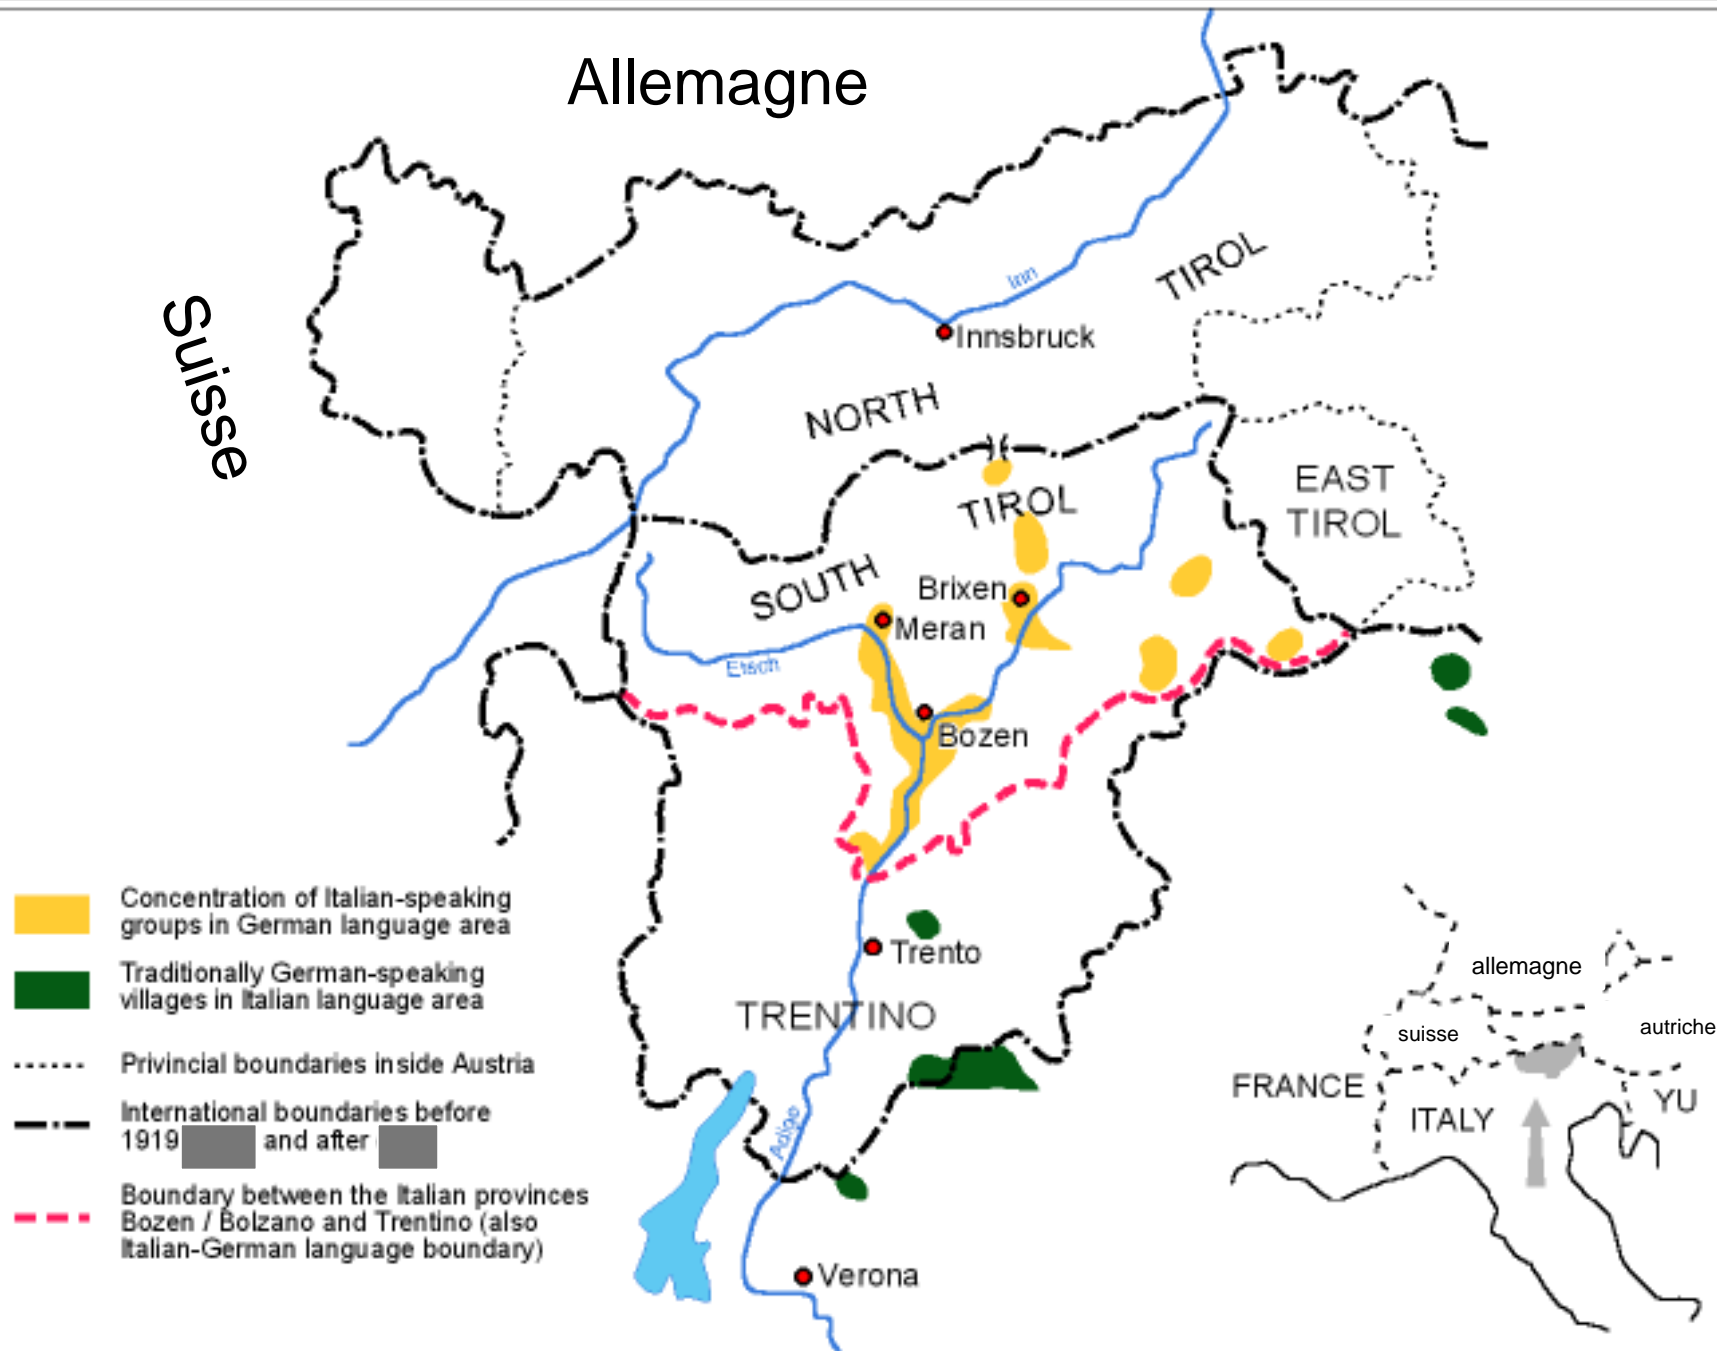 Allemagne
Suisse
Inn
TIROL
Innsbruck
NORTH
TIROL
EAST
TIROL
SOUTH
Brixen
Meran
Etsch
Bozen
Concentration of Italian-speaking
groups in German language area
Traditionally German-speaking
villages in Italian language area
Privincial boundaries inside Austria
International boundaries before
1919 and after
Boundary between the Italian provinces
Bozen / Bolzano and Trentino (also
Italian-German language boundary)
Trento
TRENTINO
Adige
Verona
allemagne
suisse
autriche
FRANCE
ITALY
YU